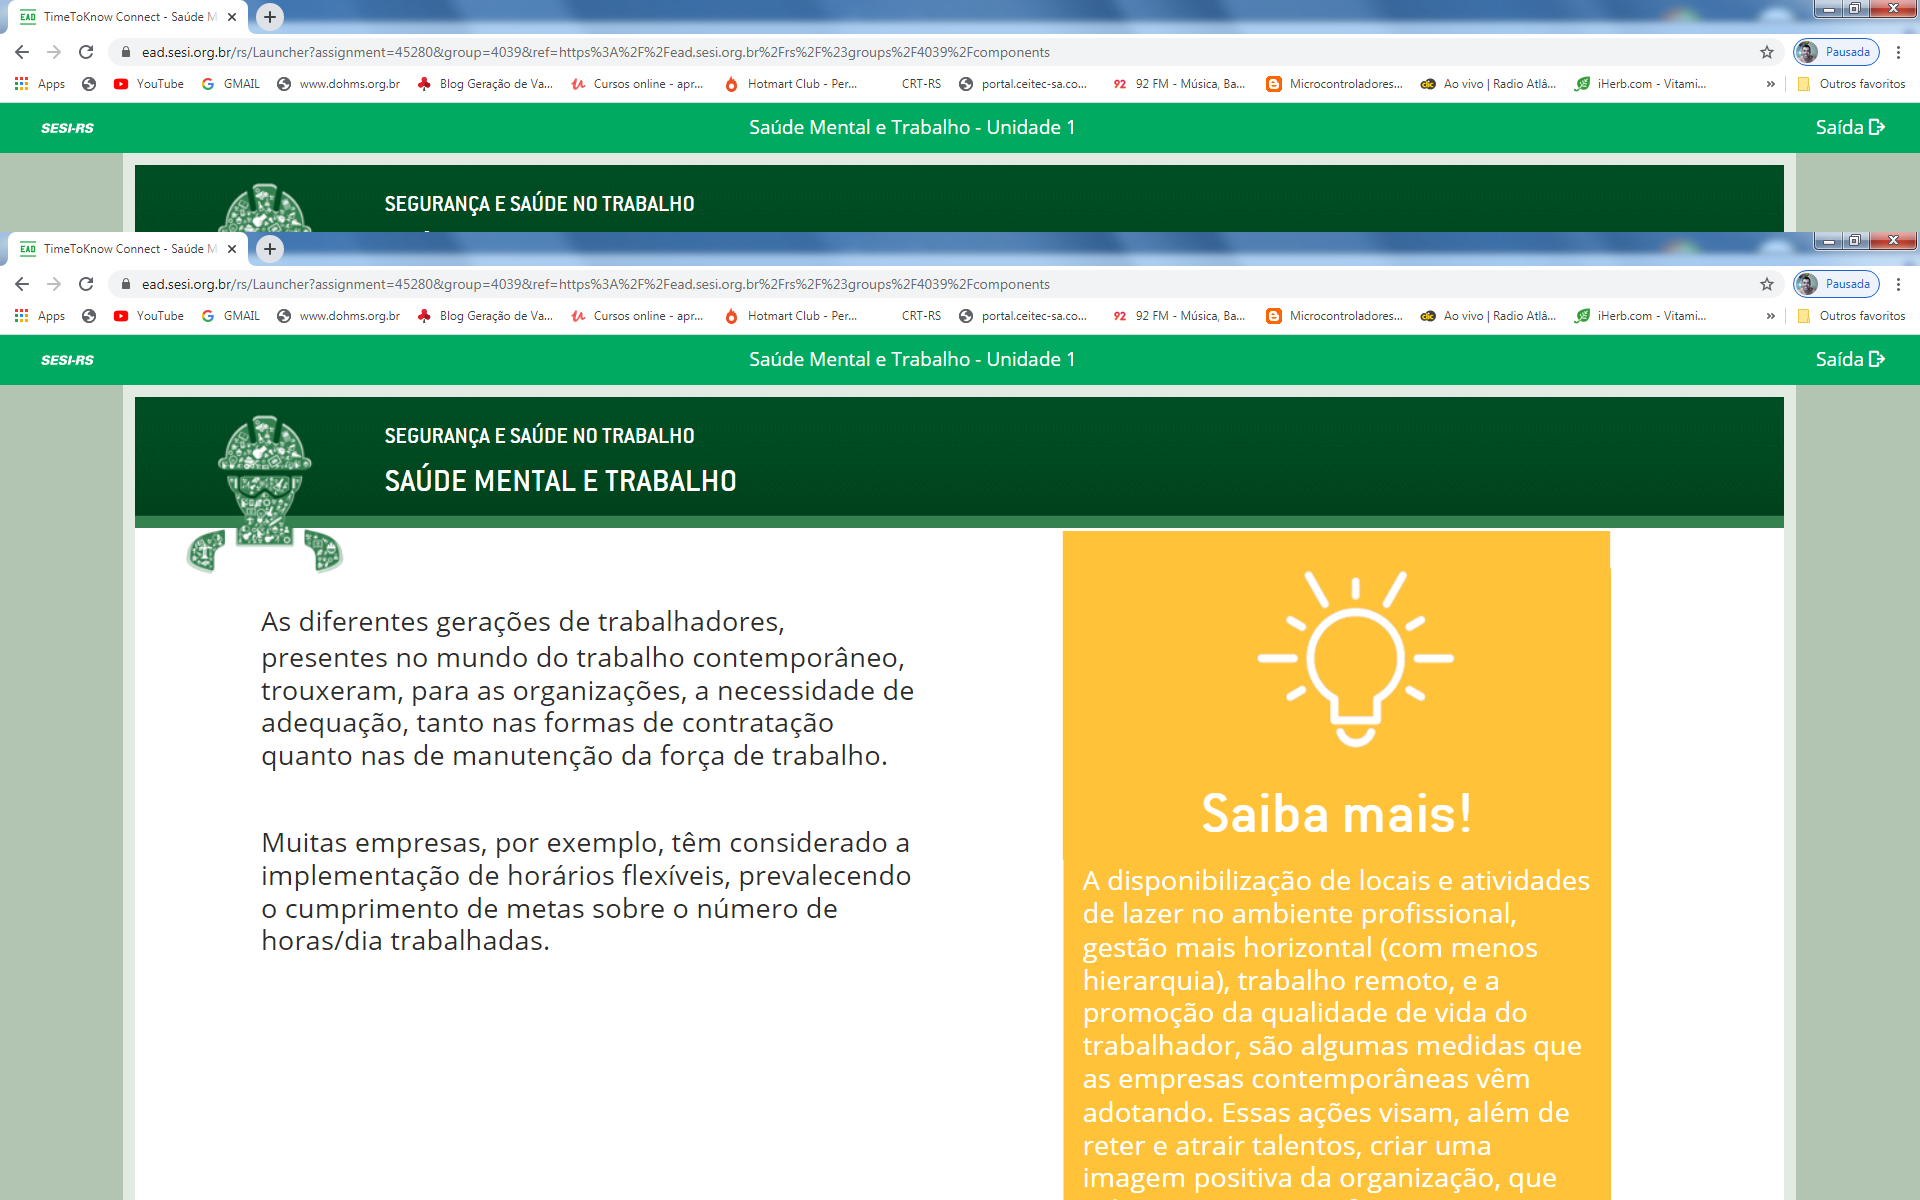 EAD TimeToKnow Connect - Saúde M
ead.sesi.org.br/rs/Launcher?assignment=45280&group=4039&ref=https%3A%2F%2Fead.sesi.org.br%2Frs%2F%23groups%2F4039%2Fcomponents
Pausada
Apps YouTube GMAIL www.dohms.org.br Blog Geração de Va... Cursos online - apr... Hotmart Club - Per... CRT-RS portal.ceitec-sa.co... 92 92 FM - Música, Ba... Microcontroladores... Ao vivo | Radio Atlâ... iHerb.com - Vitami... » Outros favoritos
SESI-RS Saúde Mental e Trabalho - Unidade 1 Saída
SEGURANÇA E SAÚDE NO TRABALHO
EAD TimeToKnow Connect - Saúde M
ead.sesi.org.br/rs/Launcher?assignment=45280&group=4039&ref=https%3A%2F%2Fead.sesi.org.br%2Frs%2F%23groups%2F4039%2Fcomponents
Pausada
Apps YouTube GMAIL www.dohms.org.br Blog Geração de Va... Cursos online - apr... Hotmart Club - Per... CRT-RS portal.ceitec-sa.co... 92 92 FM - Música, Ba... Microcontroladores... Ao vivo | Radio Atlâ... iHerb.com - Vitami... » Outros favoritos
SESI-RS Saúde Mental e Trabalho - Unidade 1 Saída
SEGURANÇA E SAÚDE NO TRABALHO
SAÚDE MENTAL E TRABALHO
As diferentes gerações de trabalhadores,
presentes no mundo do trabalho contemporâneo,
trouxeram, para as organizações, a necessidade de
adequação, tanto nas formas de contratação
quanto nas de manutenção da força de trabalho.
Muitas empresas, por exemplo, têm considerado a
implementação de horários flexíveis, prevalecendo
o cumprimento de metas sobre o número de
horas/dia trabalhadas.
Saiba mais!
A disponibilização de locais e atividades
de lazer no ambiente profissional,
gestão mais horizontal (com menos
hierarquia), trabalho remoto, e a
promoção da qualidade de vida do
trabalhador, são algumas medidas que
as empresas contemporâneas vêm
adotando. Essas ações visam, além de
reter e atrair talentos, criar uma
imagem positiva da organização, que